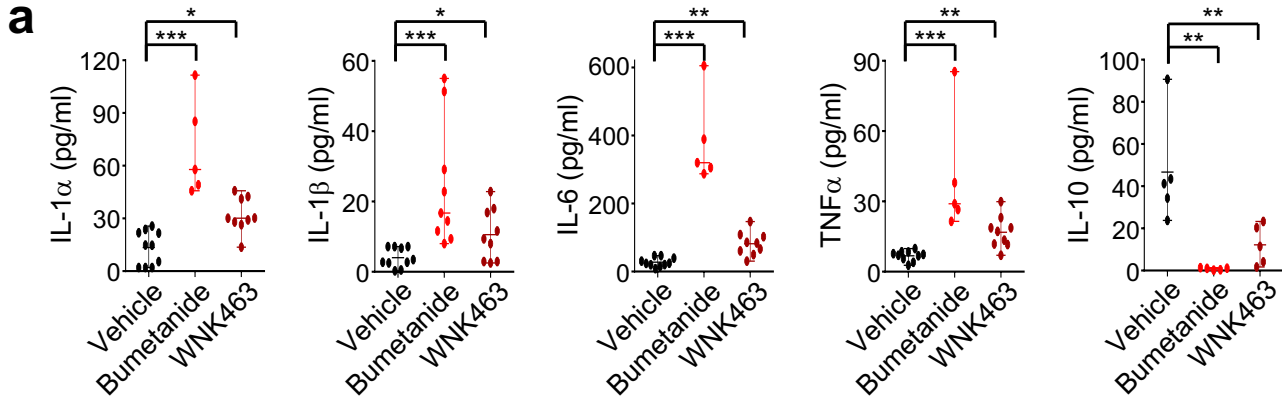 a
*
***
120
90
60
30
0
IL-1α (pg/ml)
Vehicle
Bumetanide
WNK463
*
***
60
40
20
0
IL-1β (pg/ml)
Vehicle
Bumetanide
WNK463
**
***
600
400
200
0
IL-6 (pg/ml)
Vehicle
Bumetanide
WNK463
**
***
90
60
30
0
TNFα (pg/ml)
Vehicle
Bumetanide
WNK463
**
**
100
80
60
40
20
0
IL-10 (pg/ml)
Vehicle
Bumetanide
WNK463